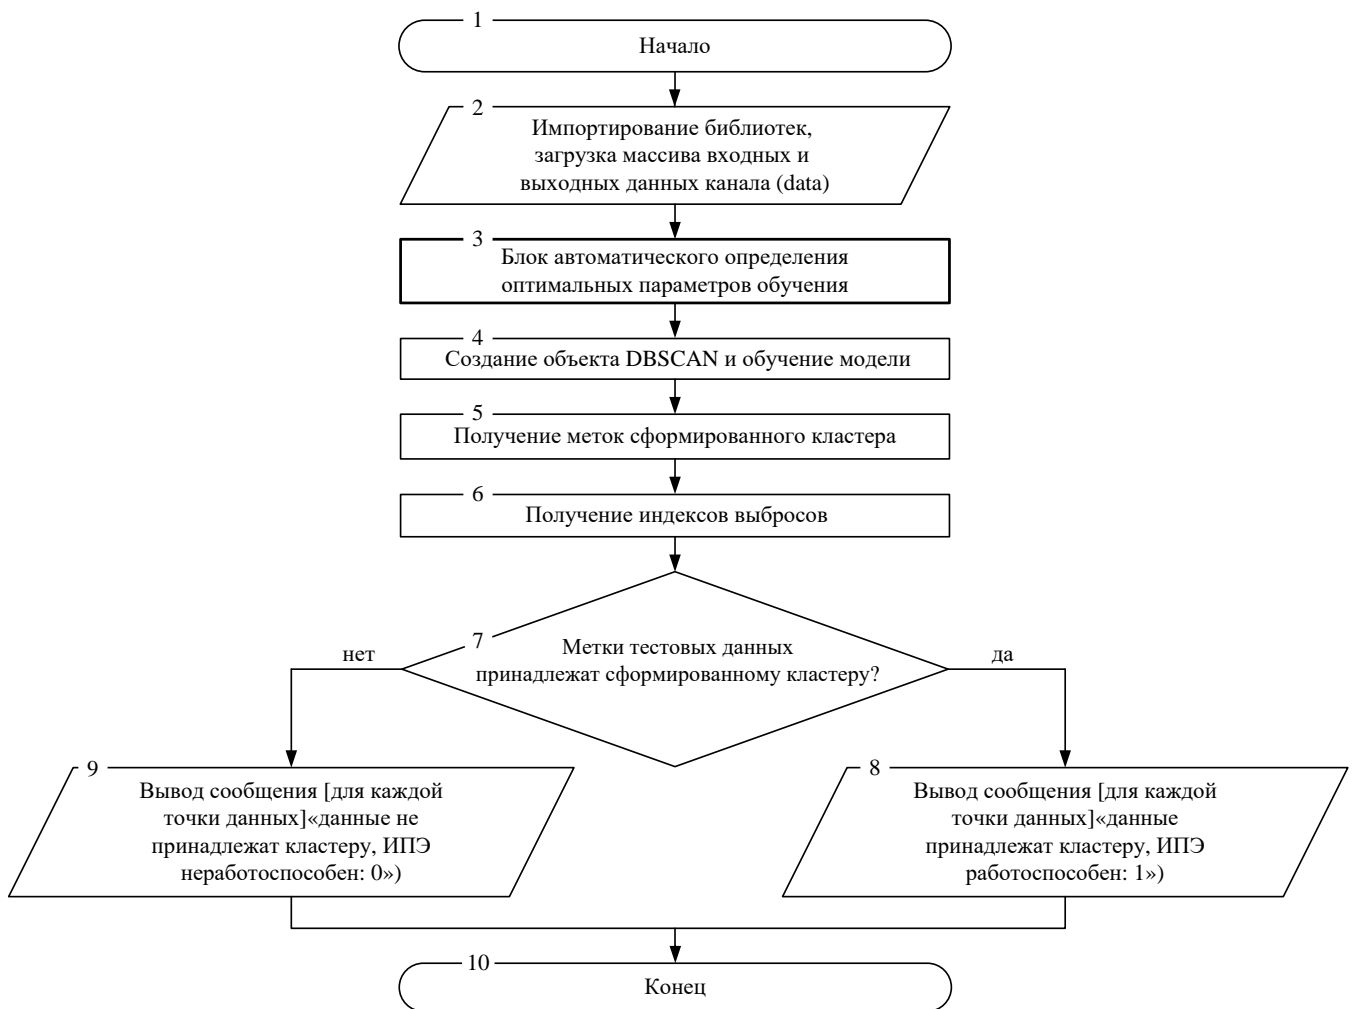 1
Начало
2
Импортирование библиотек,
загрузка массива входных и
выходных данных канала (data)
3
Блок автоматического определения
оптимальных параметров обучения
4
Создание объекта DBSCAN и обучение модели
5
Получение меток сформированного кластера
6
Получение индексов выбросов
7
Метки тестовых данных
принадлежат сформированному кластеру?
нет
да
9
Вывод сообщения [для каждой
точки данных]«данные не
принадлежат кластеру, ИПЭ
неработоспособен: 0»)
8
Вывод сообщения [для каждой
точки данных]«данные
принадлежат кластеру, ИПЭ
работоспособен: 1»)
10
Конец